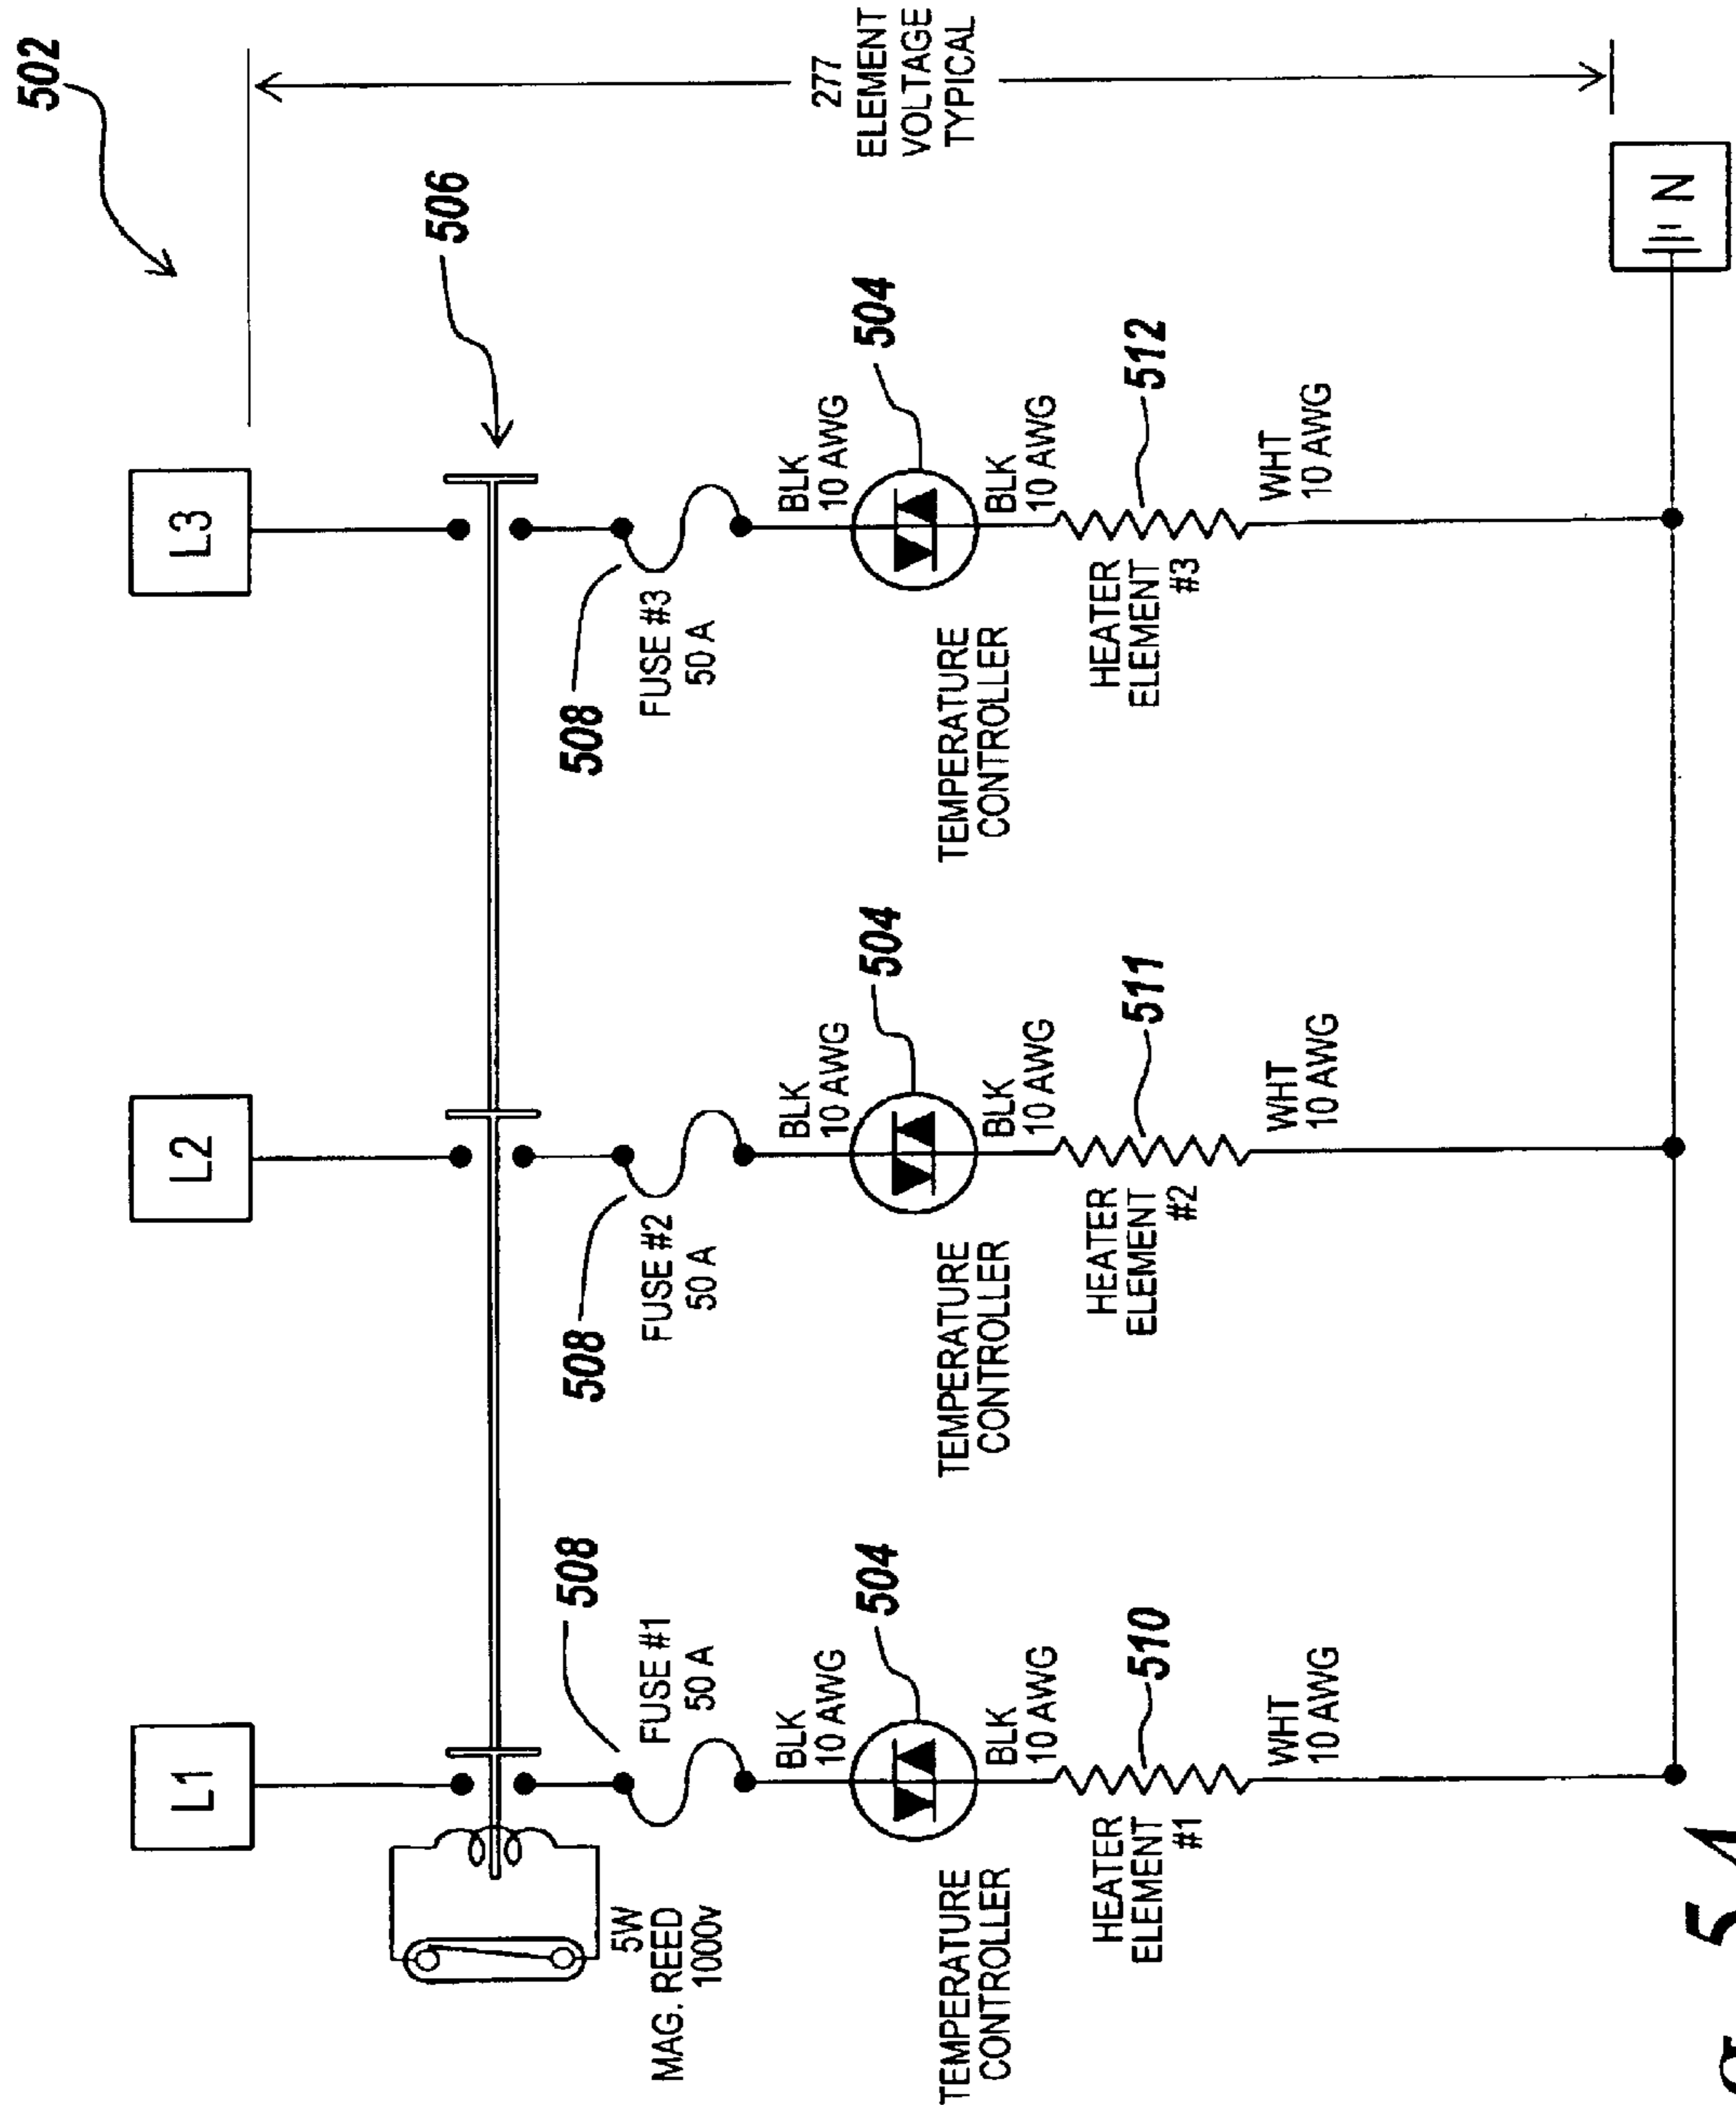 502
L1
L2
L3
506
277
ELEMENT
VOLTAGE
TYPICAL
5W
MAG. REED
1000v
508
FUSE #1
50 A
508
FUSE #2
50 A
508
FUSE #3
50 A
BLK
10 AWG
504
BLK
10 AWG
504
BLK
10 AWG
504
TEMPERATURE
CONTROLLER
TEMPERATURE
CONTROLLER
TEMPERATURE
CONTROLLER
BLK
10 AWG
BLK
10 AWG
BLK
10 AWG
HEATER
ELEMENT
#1
510
HEATER
ELEMENT
#2
511
HEATER
ELEMENT
#3
512
WHT
10 AWG
WHT
10 AWG
WHT
10 AWG
N